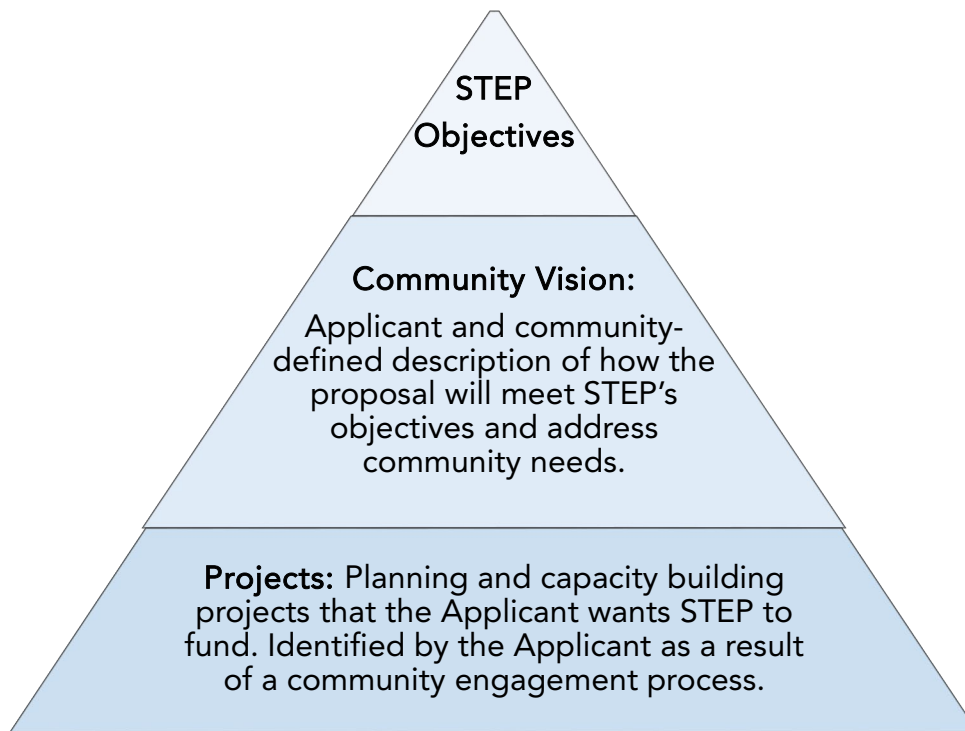 STEP
Objectives
Community Vision:
Applicant and community-
defined description of how the
proposal will meet STEP’s
objectives and address
community needs.
Projects: Planning and capacity building
projects that the Applicant wants STEP to
fund. Identified by the Applicant as a result
of a community engagement process.